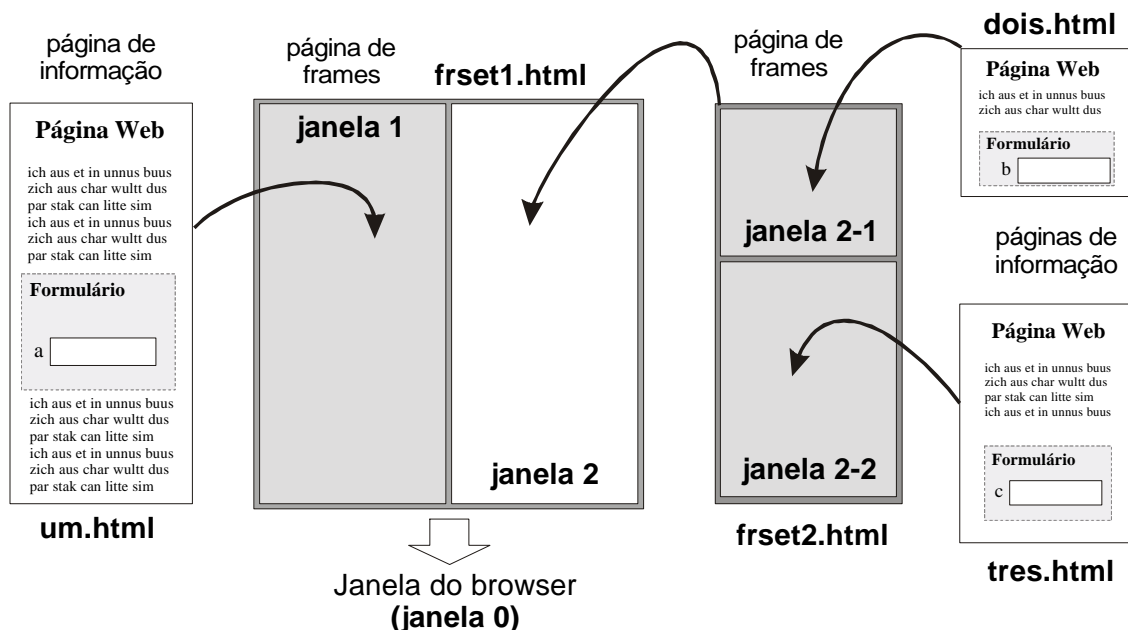 página de
informação
Página Web
ich aus et in unnus buus
zich aus char wultt dus
par stak can litte sim
ich aus et in unnus buus
zich aus char wultt dus
par stak can litte sim
Formulário
a
ich aus et in unnus buus
zich aus char wultt dus
par stak can litte sim
ich aus et in unnus buus
zich aus char wultt dus
par stak can litte sim
um.html
página de
frames
frset1.html
janela 1
janela 2
Janela do browser
(janela 0)
página de
frames
janela 2-1
janela 2-2
frset2.html
dois.html
Página Web
ich aus et in unnus buus
zich aus char wultt dus
Formulário
b
páginas de
informação
Página Web
ich aus et in unnus buus
zich aus char wultt dus
par stak can litte sim
ich aus et in unnus buus
Formulário
c
tres.html